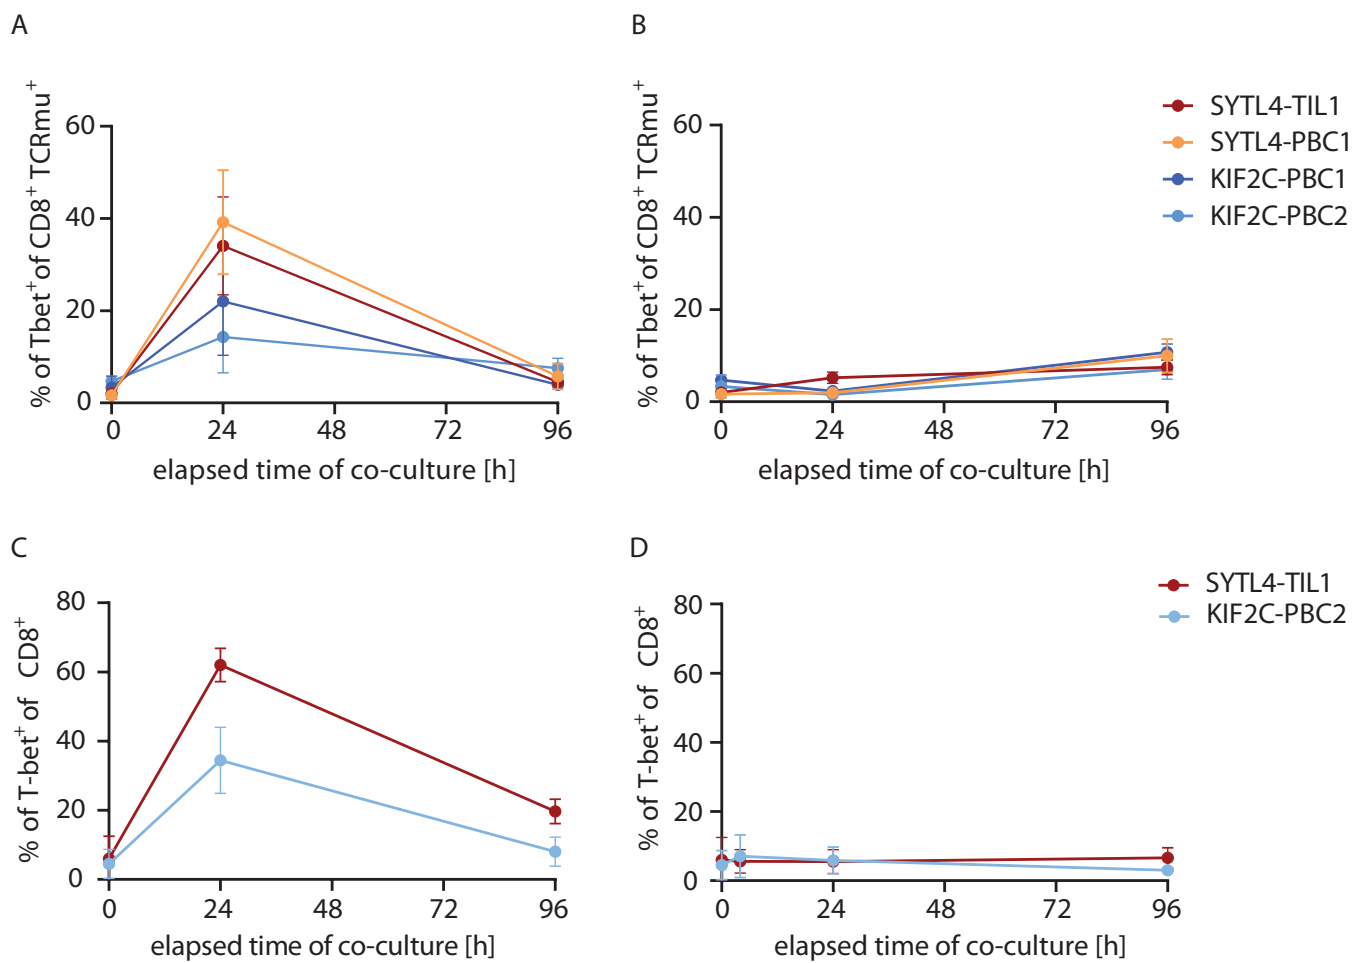 A
% of Tbet⁺ of CD8⁺ TCRmu⁺
60
40
20
0
0 24 48 72 96
elapsed time of co-culture [h]
B
% of Tbet⁺ of CD8⁺ TCRmu⁺
60
40
20
0
0 24 48 72 96
elapsed time of co-culture [h]
SYTL4-TIL1
SYTL4-PBC1
KIF2C-PBC1
KIF2C-PBC2
C
% of T-bet⁺ of CD8⁺
80
60
40
20
0
0 24 48 72 96
elapsed time of co-culture [h]
D
% of T-bet⁺ of CD8⁺
80
60
40
20
0
0 24 48 72 96
elapsed time of co-culture [h]
SYTL4-TIL1
KIF2C-PBC2